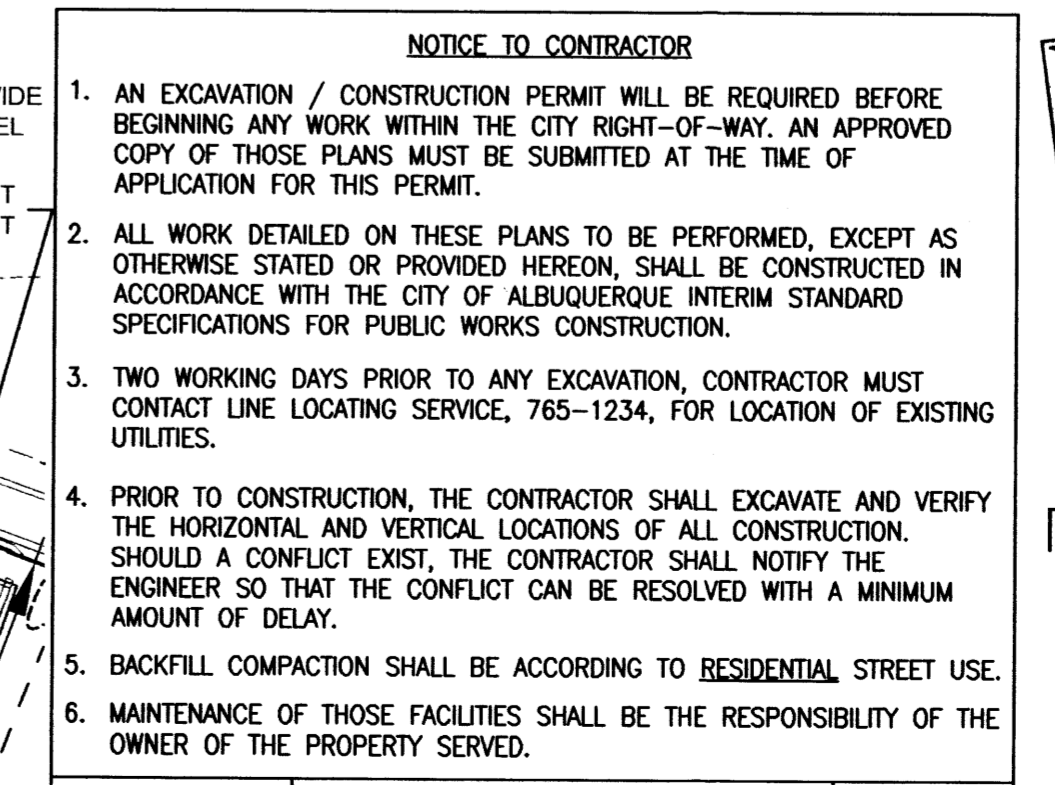 NOTICE TO CONTRACTOR
1. AN EXCAVATION / CONSTRUCTION PERMIT WILL BE REQUIRED BEFORE
BEGINNING ANY WORK WITHIN THE CITY RIGHT-OF-WAY. AN APPROVED
COPY OF THOSE PLANS MUST BE SUBMITTED AT THE TIME OF
APPLICATION FOR THIS PERMIT.
2. ALL WORK DETAILED ON THESE PLANS TO BE PERFORMED, EXCEPT AS
OTHERWISE STATED OR PROVIDED HEREON, SHALL BE CONSTRUCTED IN
ACCORDANCE WITH THE CITY OF ALBUQUERQUE INTERIM STANDARD
SPECIFICATIONS FOR PUBLIC WORKS CONSTRUCTION.
3. TWO WORKING DAYS PRIOR TO ANY EXCAVATION, CONTRACTOR MUST
CONTACT LINE LOCATING SERVICE, 765-1234, FOR LOCATION OF EXISTING
UTILITIES.
4. PRIOR TO CONSTRUCTION, THE CONTRACTOR SHALL EXCAVATE AND VERIFY
THE HORIZONTAL AND VERTICAL LOCATIONS OF ALL CONSTRUCTION.
SHOULD A CONFLICT EXIST, THE CONTRACTOR SHALL NOTIFY THE
ENGINEER SO THAT THE CONFLICT CAN BE RESOLVED WITH A MINIMUM
AMOUNT OF DELAY.
5. BACKFILL COMPACTION SHALL BE ACCORDING TO RESIDENTIAL STREET USE.
6. MAINTENANCE OF THOSE FACILITIES SHALL BE THE RESPONSIBILITY OF THE
OWNER OF THE PROPERTY SERVED.